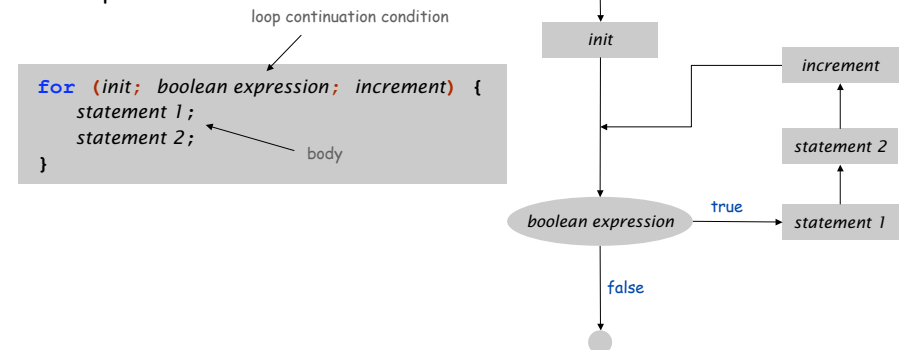 loop continuation condition
for (init; boolean expression; increment) {
statement 1;
statement 2;
}
body
init
increment
statement 2
boolean expression
true
statement 1
false